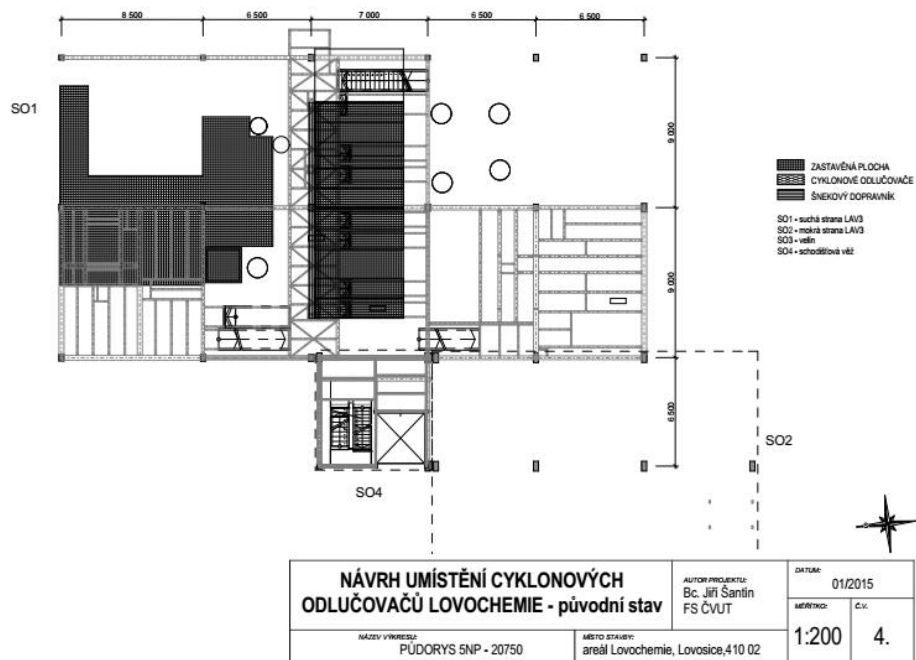 8 500
6 500
7 000
6 500
6 500
SO1
9 000
ZASTAVĚNÁ PLOCHA
CYKLONOVÉ ODLUČOVAČE
ŠNEKOVÝ DOPRAVNÍK
SO1 - suchá strana LAV3
SO2 - mokrá strana LAV3
SO3 - velín
SO4 - schodišťová věž
9 000
6 500
SO2
SO4
NÁVRH UMÍSTĚNÍ CYKLONOVÝCH
ODLUČOVAČŮ LOVOCHEMIE - původní stav
AUTOR PROJEKTU:
Bc. Jiří Šantin
FS ČVUT
DATUM:
01/2015
MĚŘÍTKO:
1:200
Č.V.
4.
NÁZEV VÝKRESU:
PŮDORYS 5NP - 20750
MÍSTO STAVBY:
areál Lovochemie, Lovosice,410 02